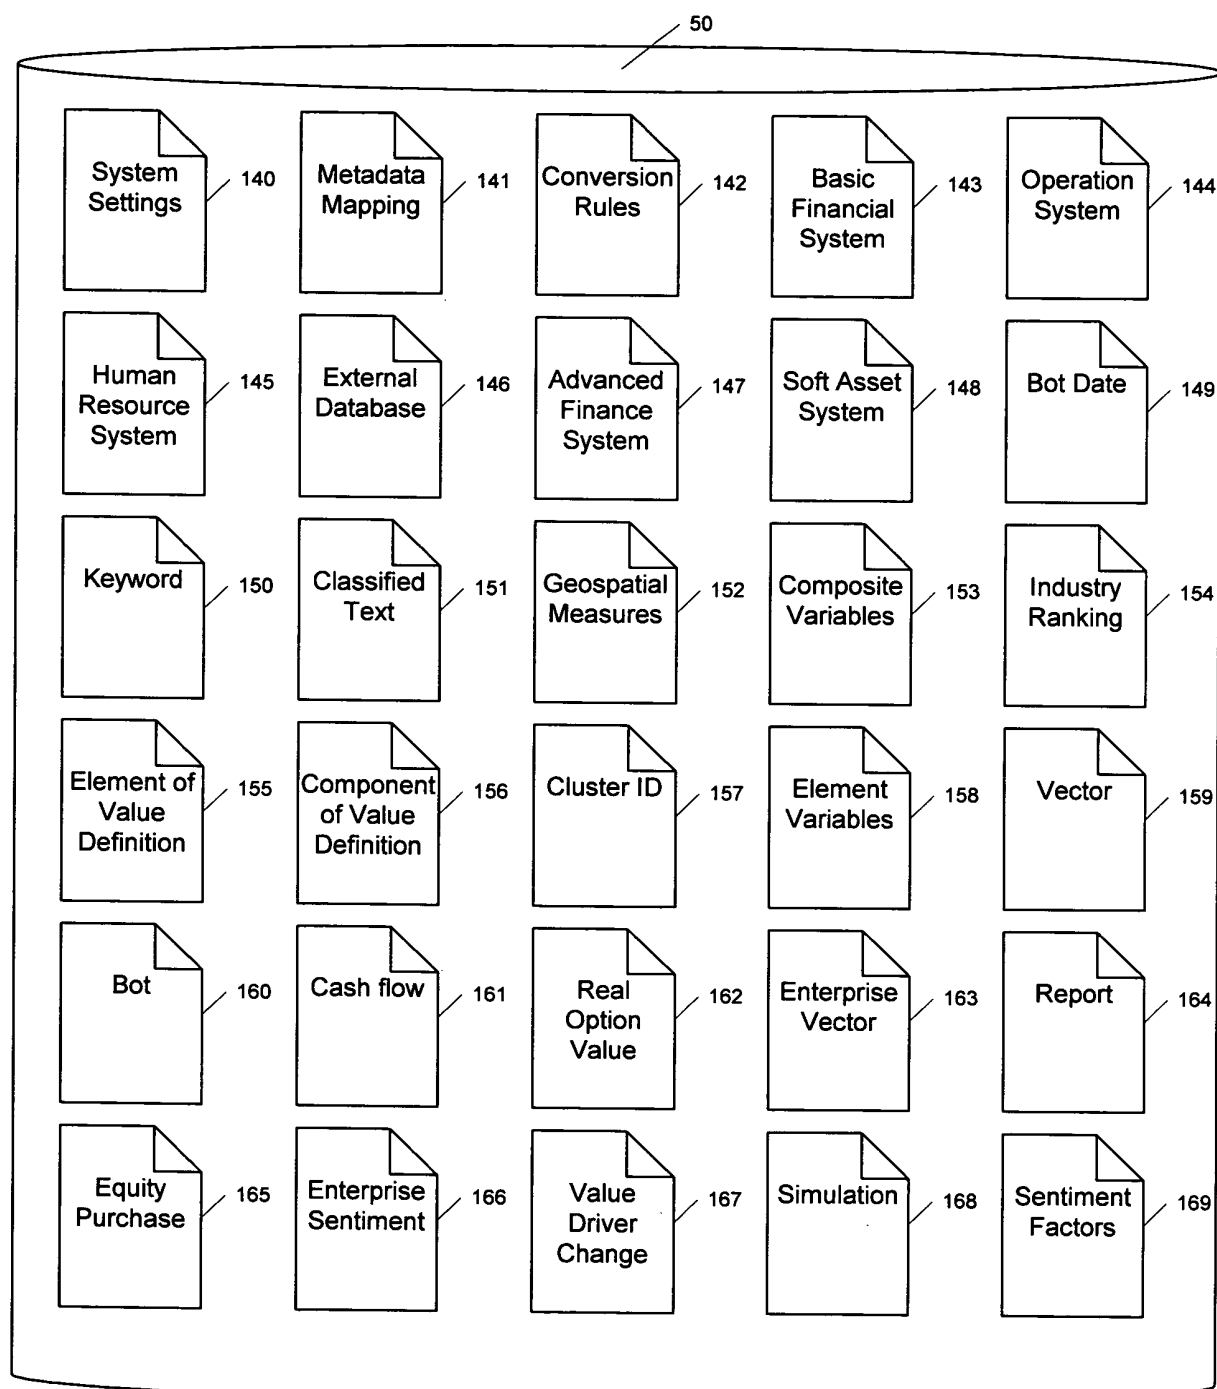 50
System
Settings
140
Metadata
Mapping
141
Conversion
Rules
142
Basic
Financial
System
143
Operation
System
144
Human
Resource
System
145
External
Database
146
Advanced
Finance
System
147
Soft Asset
System
148
Bot Date
149
Keyword
150
Classified
Text
151
Geospatial
Measures
152
Composite
Variables
153
Industry
Ranking
154
Element of
Value
Definition
155
Component
of Value
Definition
156
Cluster ID
157
Element
Variables
158
Vector
159
Bot
160
Cash flow
161
Real
Option
Value
162
Enterprise
Vector
163
Report
164
Equity
Purchase
165
Enterprise
Sentiment
166
Value
Driver
Change
167
Simulation
168
Sentiment
Factors
169